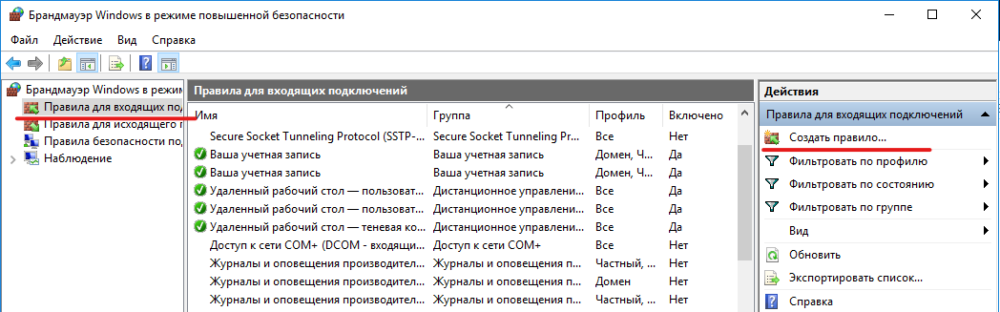 Брандмауэр Windows в режиме повышенной безопасности
Файл Действие Вид Справка
Брандмауэр Windows в режим
Правила для входящих под
Правила для исходящего п
Правила безопасности по
Наблюдение
Правила для входящих подключений
Имя Группа Профиль Включено
Secure Socket Tunneling Protocol (SSTP-... Secure Socket Tunneling Pr... Все Нет
Ваша учетная запись Ваша учетная запись Домен, Ч... Да
Ваша учетная запись Ваша учетная запись Домен, Ч... Да
Удаленный рабочий стол — пользоват... Дистанционное управлени... Все Да
Удаленный рабочий стол — пользоват... Дистанционное управлени... Все Да
Удаленный рабочий стол — теневая ко... Дистанционное управлени... Все Да
Доступ к сети COM+ (DCOM - входящи... Доступ к сети COM+ Все Нет
Журналы и оповещения производител... Журналы и оповещения п... Частный, ... Нет
Журналы и оповещения производител... Журналы и оповещения п... Домен Нет
Журналы и оповещения производител... Журналы и оповещения п... Частный, ... Нет
Действия
Правила для входящих подключений
Создать правило...
Фильтровать по профилю
Фильтровать по состоянию
Фильтровать по группе
Вид
Обновить
Экспортировать список...
Справка